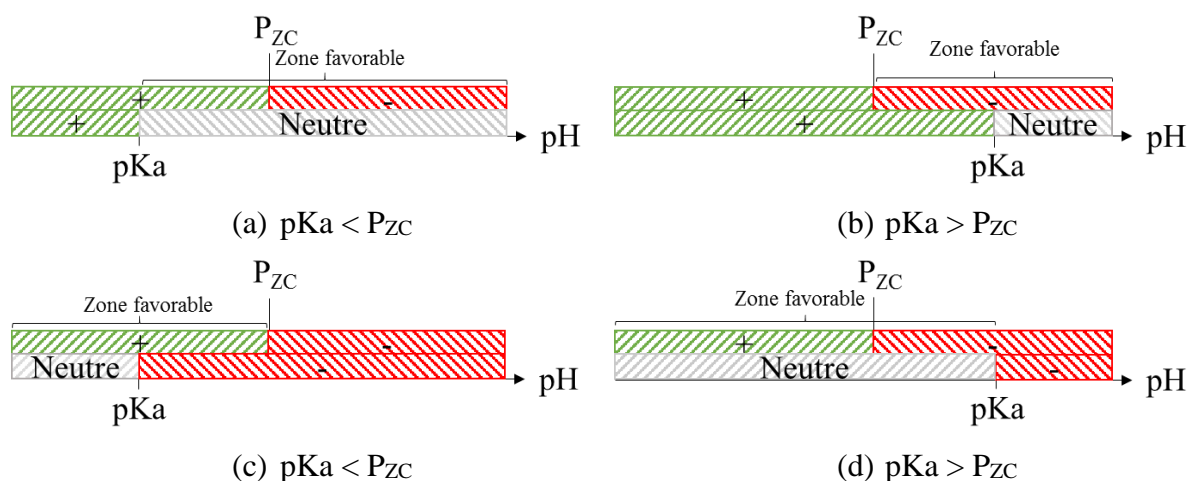 P_ZC
Zone favorable
+ -
+ Neutre
pH
pKa
(a) pKa < P_ZC
P_ZC
Zone favorable
+ -
+ Neutre
pH
pKa
(b) pKa > P_ZC
P_ZC
Zone favorable
+ -
Neutre -
pH
pKa
(c) pKa < P_ZC
P_ZC
Zone favorable
+ -
Neutre -
pH
pKa
(d) pKa > P_ZC